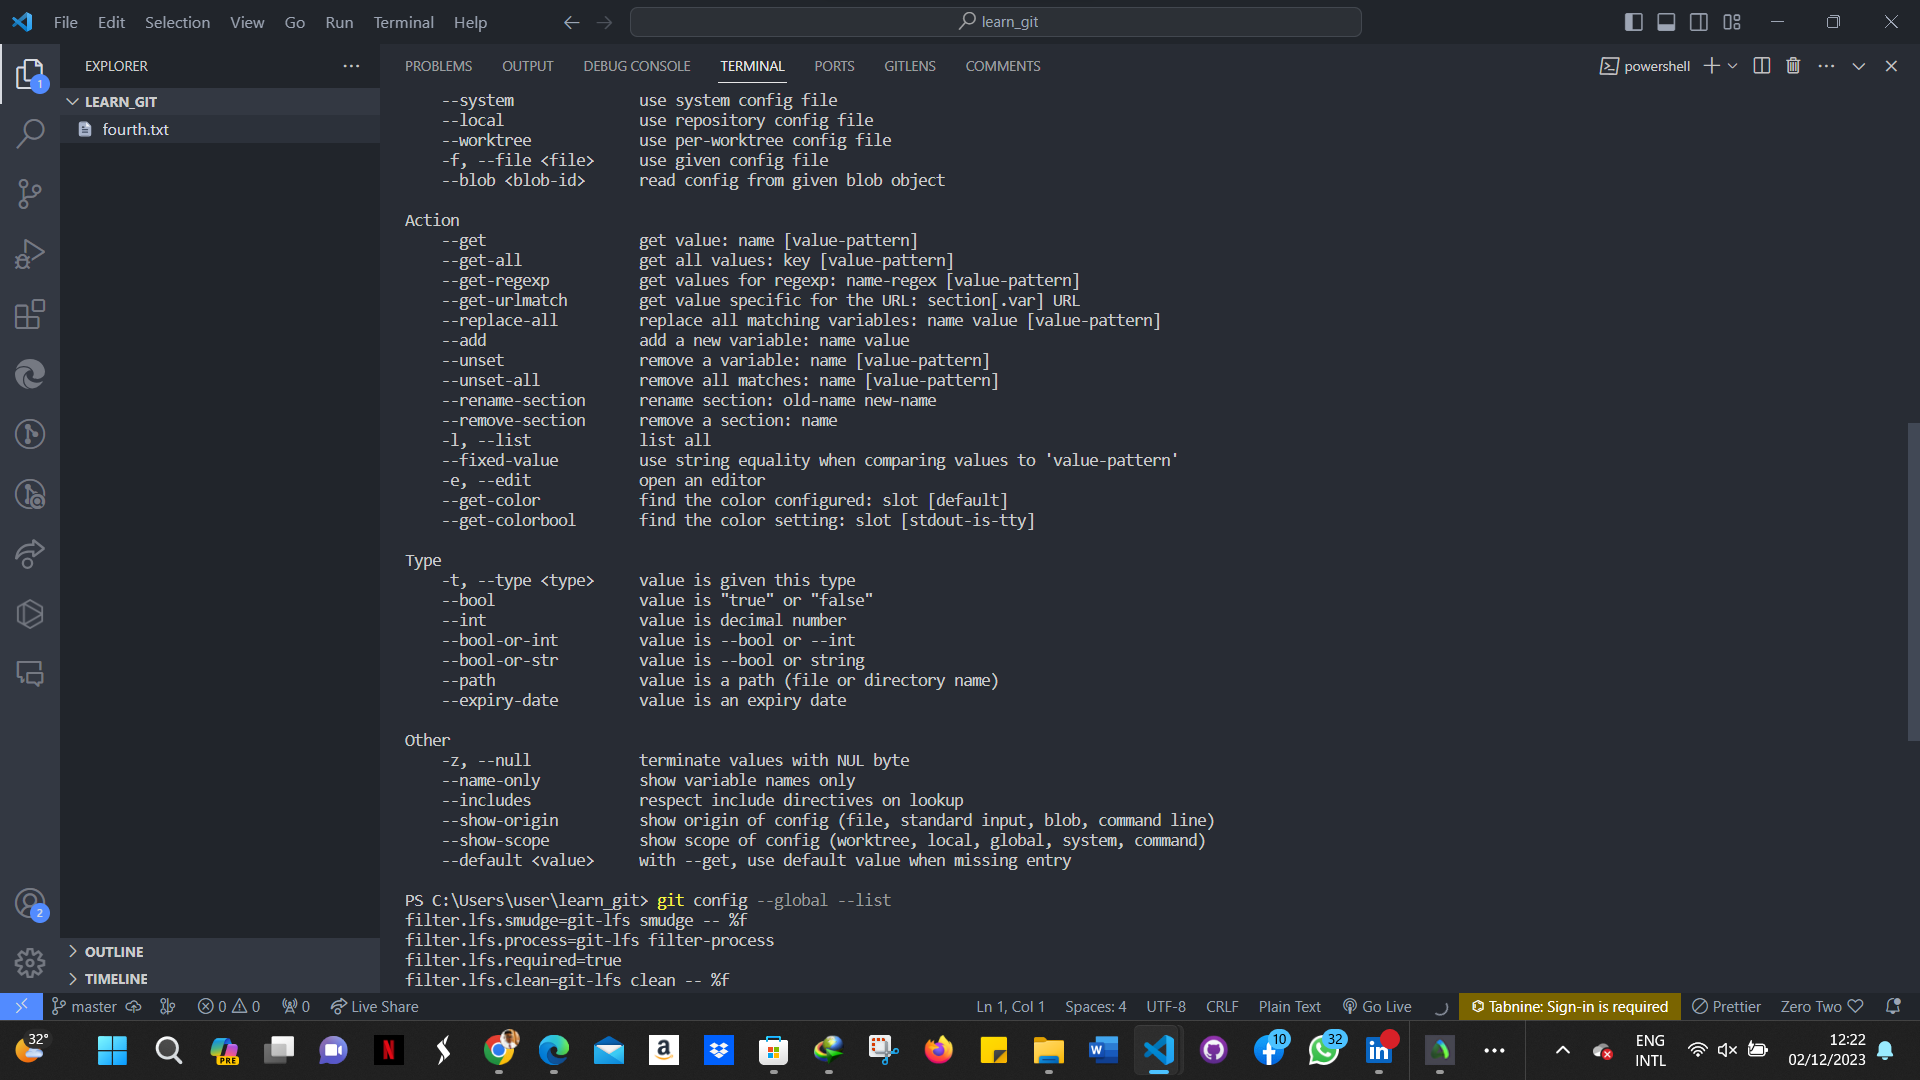 File Edit Selection View Go Run Terminal Help
learn_git
EXPLORER
LEARN_GIT
fourth.txt
OUTLINE
TIMELINE
1
2
PROBLEMS OUTPUT DEBUG CONSOLE TERMINAL PORTS GITLENS COMMENTS
powershell
--system use system config file
--local use repository config file
--worktree use per-worktree config file
-f, --file <file> use given config file
--blob <blob-id> read config from given blob object
Action
--get get value: name [value-pattern]
--get-all get all values: key [value-pattern]
--get-regexp get values for regexp: name-regex [value-pattern]
--get-urlmatch get value specific for the URL: section[.var] URL
--replace-all replace all matching variables: name value [value-pattern]
--add add a new variable: name value
--unset remove a variable: name [value-pattern]
--unset-all remove all matches: name [value-pattern]
--rename-section rename section: old-name new-name
--remove-section remove a section: name
-l, --list list all
--fixed-value use string equality when comparing values to 'value-pattern'
-e, --edit open an editor
--get-color find the color configured: slot [default]
--get-colorbool find the color setting: slot [stdout-is-tty]
Type
-t, --type <type> value is given this type
--bool value is "true" or "false"
--int value is decimal number
--bool-or-int value is --bool or --int
--bool-or-str value is --bool or string
--path value is a path (file or directory name)
--expiry-date value is an expiry date
Other
-z, --null terminate values with NUL byte
--name-only show variable names only
--includes respect include directives on lookup
--show-origin show origin of config (file, standard input, blob, command line)
--show-scope show scope of config (worktree, local, global, system, command)
--default <value> with --get, use default value when missing entry
PS C:\Users\user\learn_git> git config --global --list
filter.lfs.smudge=git-lfs smudge -- %f
filter.lfs.process=git-lfs filter-process
filter.lfs.required=true
filter.lfs.clean=git-lfs clean -- %f
master 0 0 0 Live Share Ln 1, Col 1 Spaces: 4 UTF-8 CRLF Plain Text Go Live Tabnine: Sign-in is required Prettier Zero Two
32° PRE N a 10 32 in ENG 12:22
INTL 02/12/2023